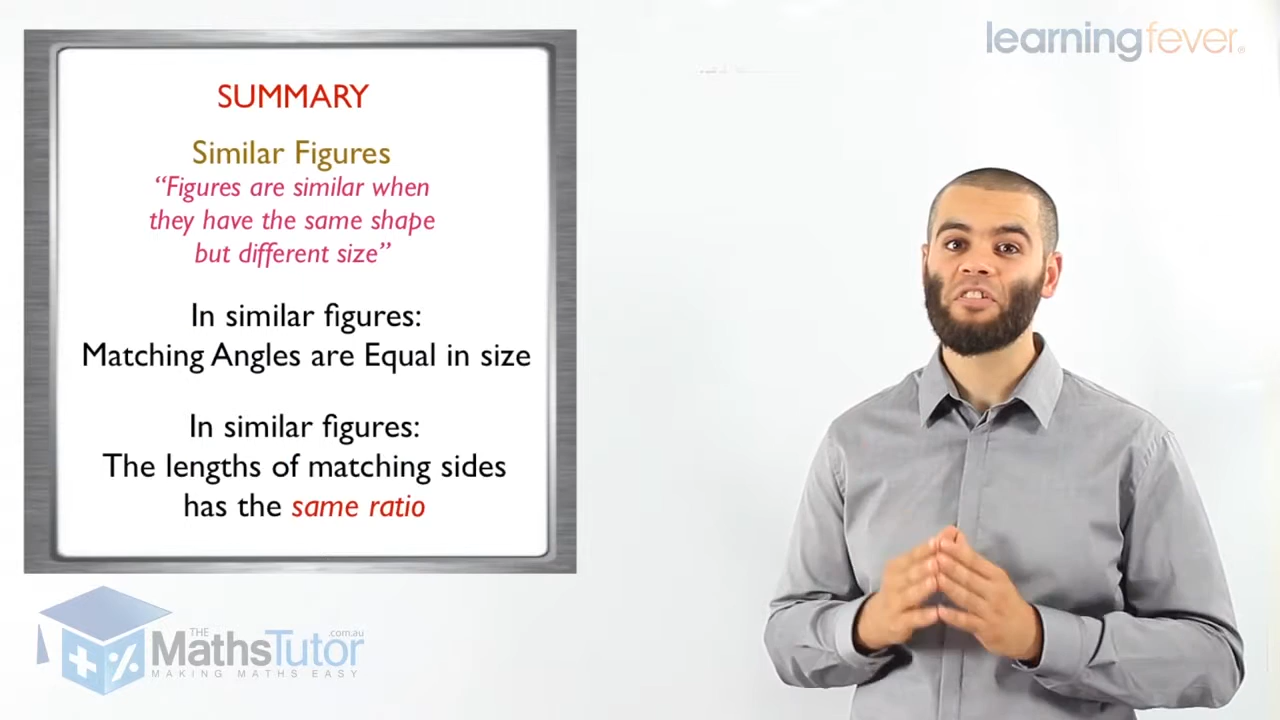 SUMMARY
Similar Figures
“Figures are similar when
they have the same shape
but different size”
In similar figures:
Matching Angles are Equal in size
In similar figures:
The lengths of matching sides
has the same ratio
learningfever®
THE
MathsTutor
.com.au
MAKING MATHS EASY